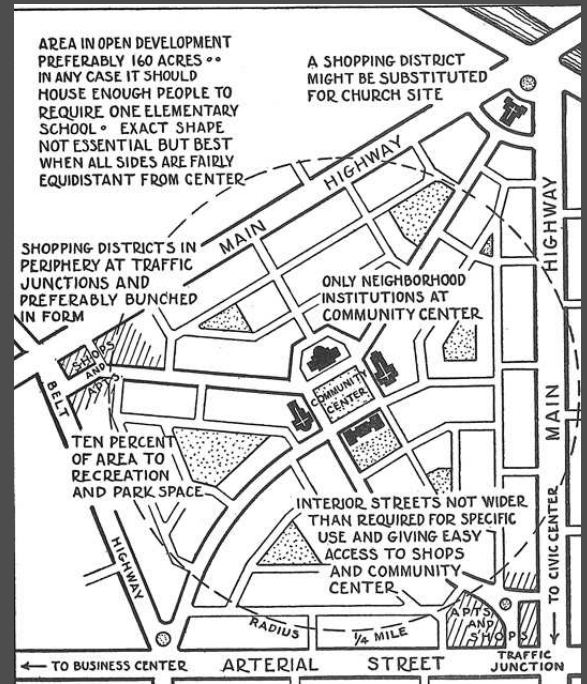 AREA IN OPEN DEVELOPMENT
PREFERABLY 160 ACRES ••
IN ANY CASE IT SHOULD
HOUSE ENOUGH PEOPLE TO
REQUIRE ONE ELEMENTARY
SCHOOL • EXACT SHAPE
NOT ESSENTIAL BUT BEST
WHEN ALL SIDES ARE FAIRLY
EQUIDISTANT FROM CENTER
A SHOPPING DISTRICT
MIGHT BE SUBSTITUTED
FOR CHURCH SITE
MAIN HIGHWAY
MAIN HIGHWAY
SHOPPING DISTRICTS IN
PERIPHERY AT TRAFFIC
JUNCTIONS AND
PREFERABLY BUNCHED
IN FORM
ONLY NEIGHBORHOOD
INSTITUTIONS AT
COMMUNITY CENTER
SHOPS
AND
APTS.
BELT HIGHWAY
COMMUNITY
CENTER
TEN PERCENT
OF AREA TO
RECREATION
AND PARK SPACE
INTERIOR STREETS NOT WIDER
THAN REQUIRED FOR SPECIFIC
USE AND GIVING EASY
ACCESS TO SHOPS
AND COMMUNITY
CENTER
TO CIVIC CENTER
RADIUS 1/4 MILE
APTS.
AND
SHOPS
TRAFFIC
JUNCTION
← TO BUSINESS CENTER
ARTERIAL STREET